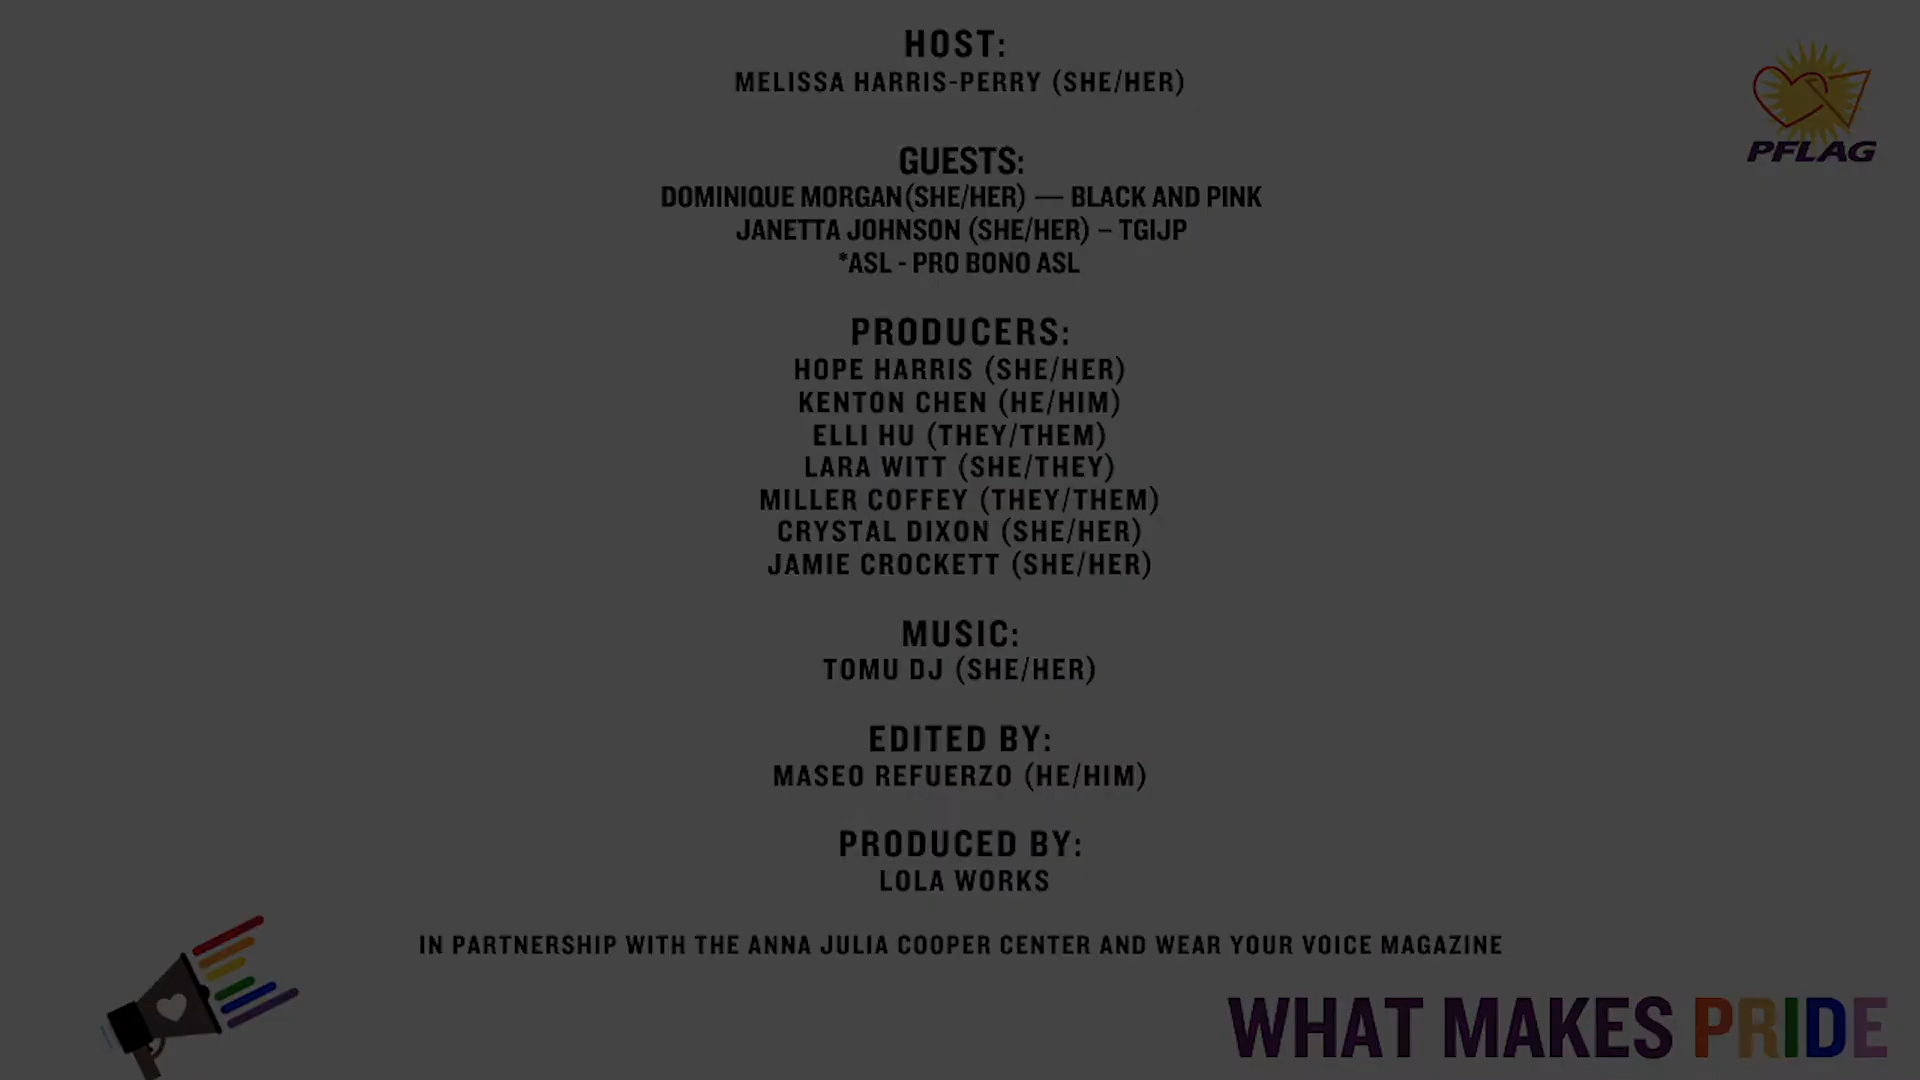 HOST:
MELISSA HARRIS-PERRY (SHE/HER)
PFLAG
GUESTS:
DOMINIQUE MORGAN(SHE/HER) — BLACK AND PINK
JANETTA JOHNSON (SHE/HER) – TGIJP
*ASL - PRO BONO ASL
PRODUCERS:
HOPE HARRIS (SHE/HER)
KENTON CHEN (HE/HIM)
ELLI HU (THEY/THEM)
LARA WITT (SHE/THEY)
MILLER COFFEY (THEY/THEM)
CRYSTAL DIXON (SHE/HER)
JAMIE CROCKETT (SHE/HER)
MUSIC:
TOMU DJ (SHE/HER)
EDITED BY:
MASEO REFUERZO (HE/HIM)
PRODUCED BY:
LOLA WORKS
IN PARTNERSHIP WITH THE ANNA JULIA COOPER CENTER AND WEAR YOUR VOICE MAGAZINE
WHAT MAKES PRIDE